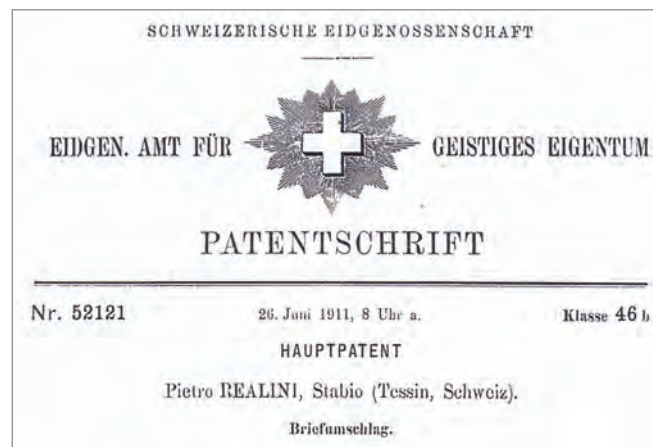 SCHWEIZERISCHE EIDGENOSSENSCHAFT
EIDGEN. AMT FÜR GEISTIGES EIGENTUM
PATENTSCHRIFT
Nr. 52121 26. Juni 1911, 8 Uhr a. Klasse 46 b
HAUPTPATENT
Pietro REALINI, Stabio (Tessin, Schweiz).
Briefumschlag.